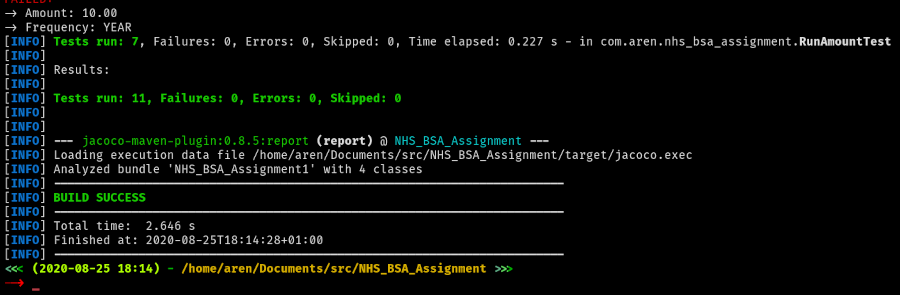 FAILED!
-> Amount: 10.00
-> Frequency: YEAR
[INFO] Tests run: 7, Failures: 0, Errors: 0, Skipped: 0, Time elapsed: 0.227 s - in com.aren.nhs_bsa_assignment.RunAmountTest
[INFO]
[INFO] Results:
[INFO]
[INFO] Tests run: 11, Failures: 0, Errors: 0, Skipped: 0
[INFO]
[INFO]
[INFO] --- jacoco-maven-plugin:0.8.5:report (report) @ NHS_BSA_Assignment ---
[INFO] Loading execution data file /home/aren/Documents/src/NHS_BSA_Assignment/target/jacoco.exec
[INFO] Analyzed bundle 'NHS_BSA_Assignment1' with 4 classes
[INFO] ------------------------------------------------------------------------
[INFO] BUILD SUCCESS
[INFO] ------------------------------------------------------------------------
[INFO] Total time:  2.646 s
[INFO] Finished at: 2020-08-25T18:14:28+01:00
[INFO] ------------------------------------------------------------------------
<<< (2020-08-25 18:14) - /home/aren/Documents/src/NHS_BSA_Assignment >>>
--> _